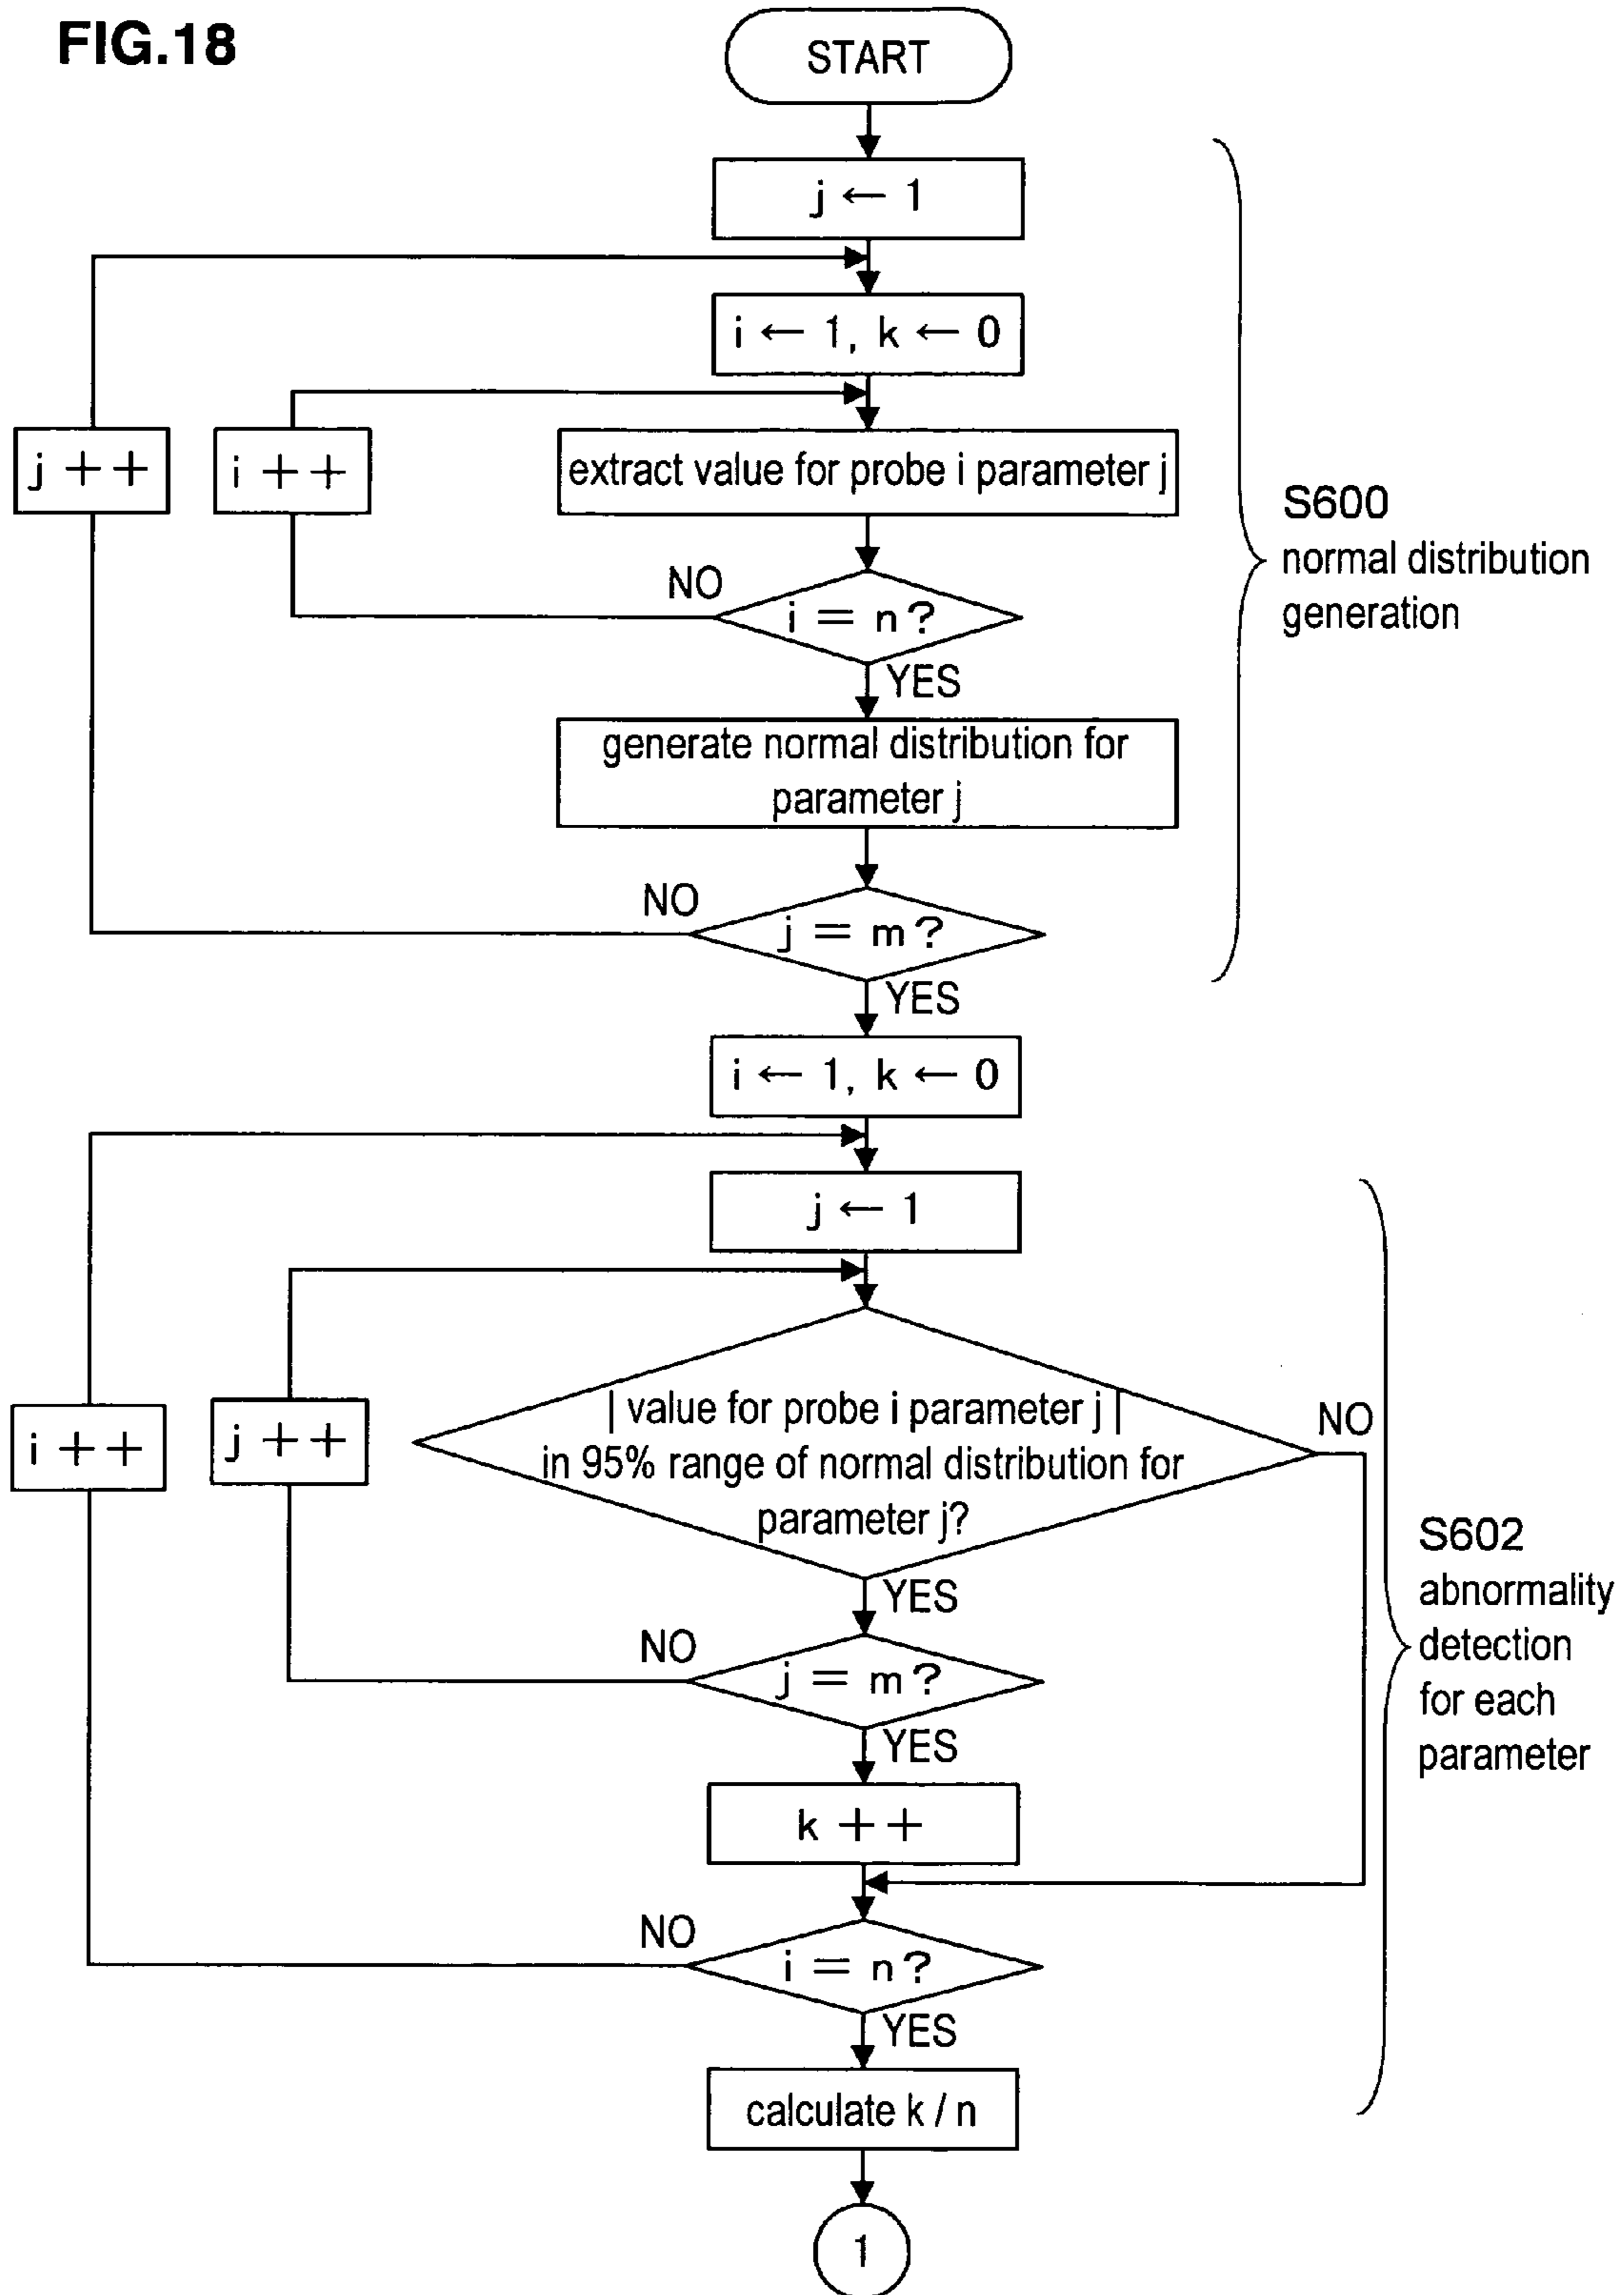 FIG.18
START
j ← 1
i ← 1, k ← 0
j + +
i + +
extract value for probe i parameter j
S600
normal distribution
generation
NO
i = n ?
YES
generate normal distribution for
parameter j
NO
j = m ?
YES
i ← 1, k ← 0
j ← 1
i + +
j + +
| value for probe i parameter j |
in 95% range of normal distribution for
parameter j?
NO
YES
S602
abnormality
detection
for each
parameter
NO
j = m ?
YES
k + +
NO
i = n ?
YES
calculate k / n
1